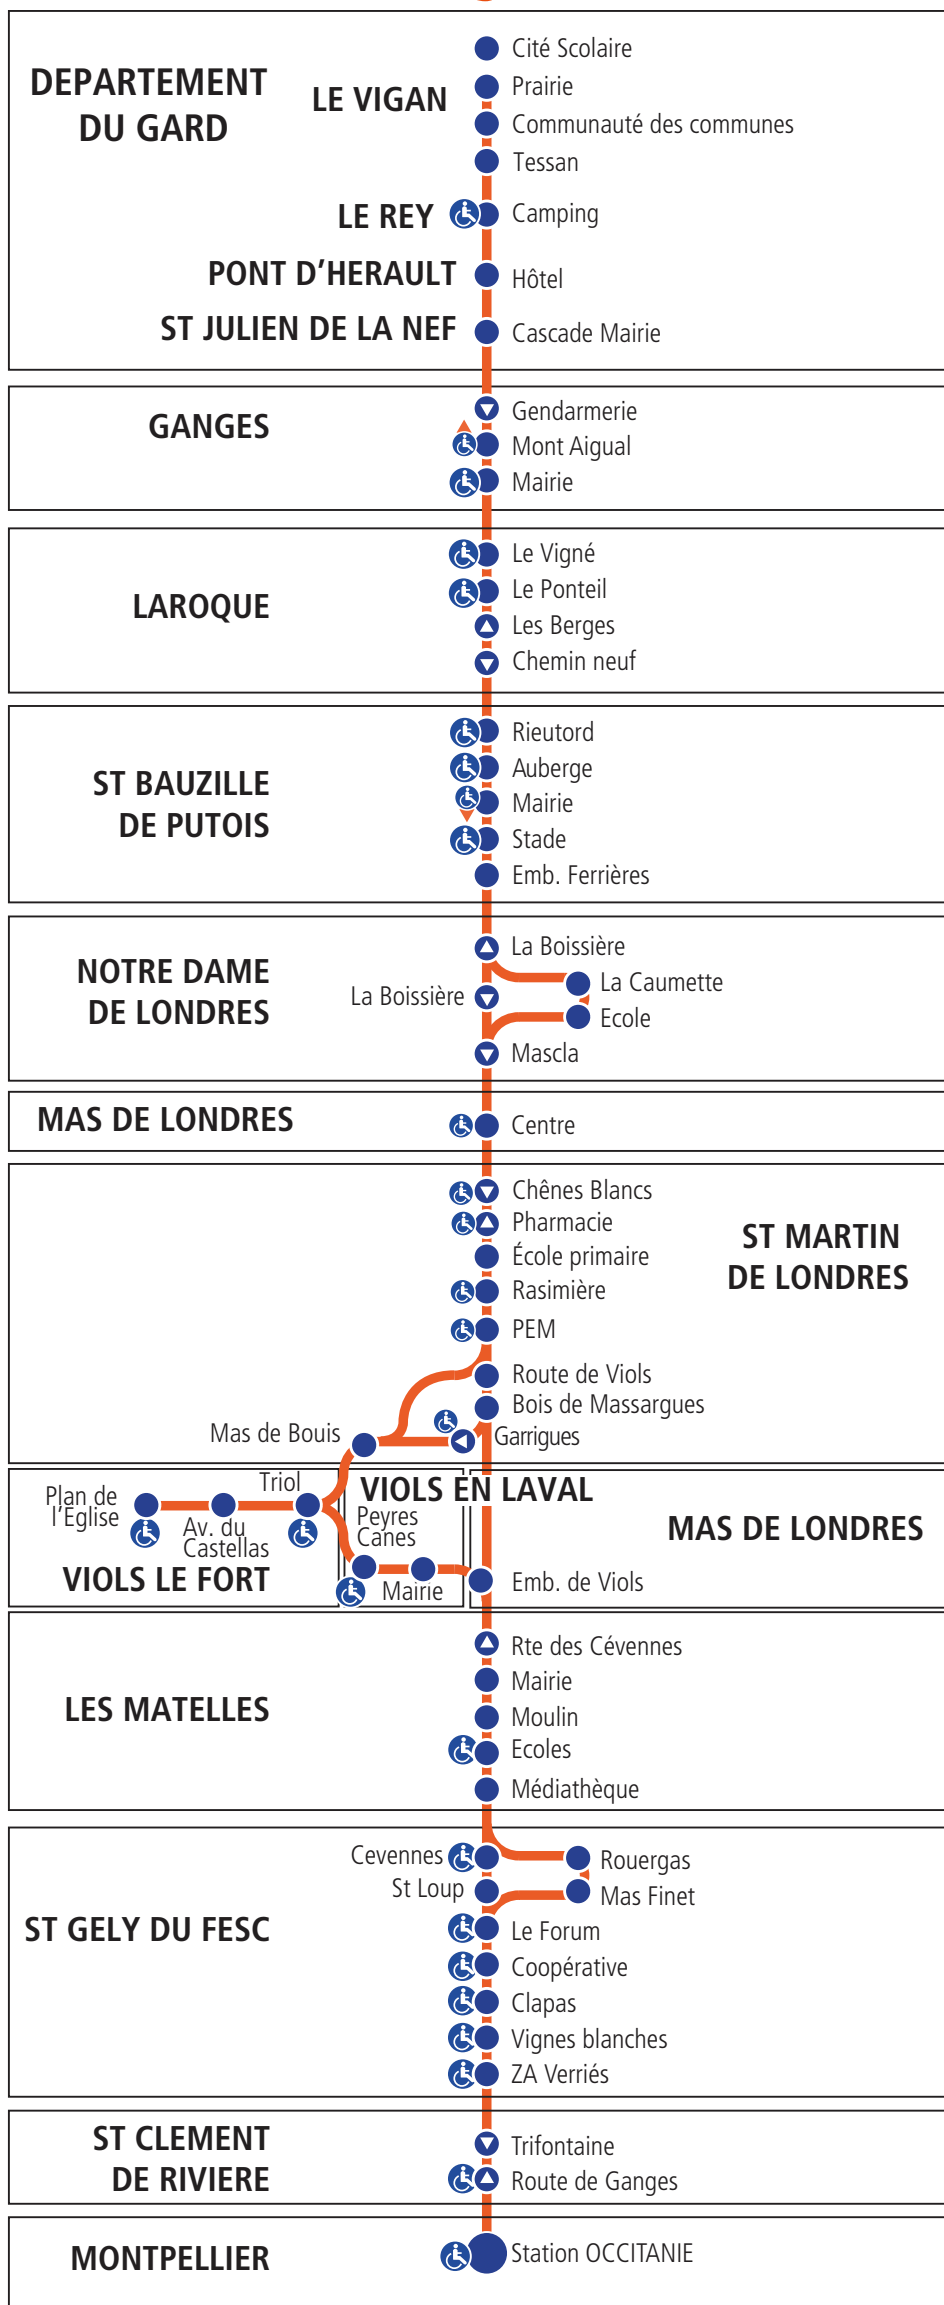 DEPARTEMENT
DU GARD
LE VIGAN
Cité Scolaire
Prairie
Communauté des communes
Tessan
LE REY
Camping
PONT D'HERAULT
Hôtel
ST JULIEN DE LA NEF
Cascade Mairie
GANGES
Gendarmerie
Mont Aigual
Mairie
LAROQUE
Le Vigné
Le Ponteil
Les Berges
Chemin neuf
ST BAUZILLE
DE PUTOIS
Rieutord
Auberge
Mairie
Stade
Emb. Ferrières
NOTRE DAME
DE LONDRES
La Boissière
La Caumette
La Boissière
Ecole
Mascla
MAS DE LONDRES
Centre
Chênes Blancs
Pharmacie
École primaire
Rasimière
PEM
ST MARTIN
DE LONDRES
Route de Viols
Bois de Massargues
Garrigues
Mas de Bouis
Triol
Plan de
l'Eglise
Av. du
Castellas
VIOLS LE FORT
VIOLS EN LAVAL
Peyres
Canes
Mairie
MAS DE LONDRES
Emb. de Viols
LES MATELLES
Rte des Cévennes
Mairie
Moulin
Ecoles
Médiathèque
ST GELY DU FESC
Cevennes
Rouergas
St Loup
Mas Finet
Le Forum
Coopérative
Clapas
Vignes blanches
ZA Verriés
ST CLEMENT
DE RIVIERE
Trifontaine
Route de Ganges
MONTPELLIER
Station OCCITANIE